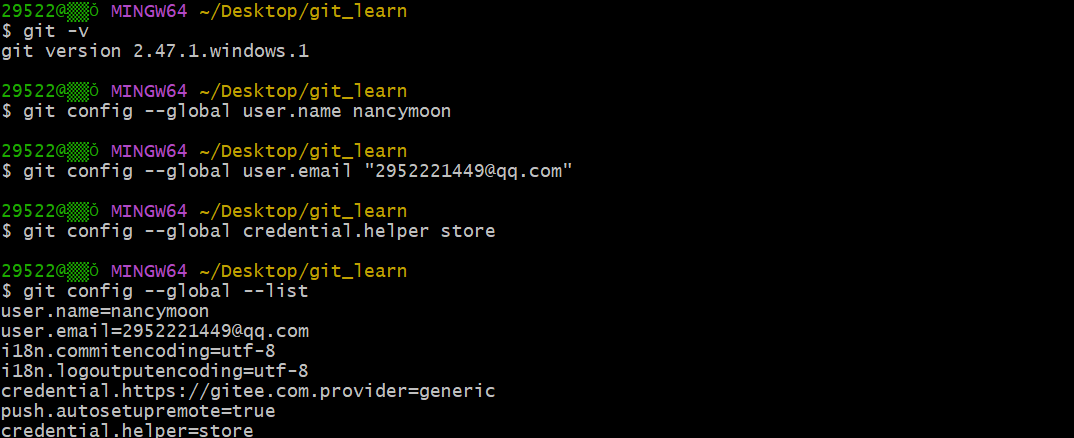 29522@▒▒Ǒ MINGW64 ~/Desktop/git_learn
$ git -v
git version 2.47.1.windows.1
29522@▒▒Ǒ MINGW64 ~/Desktop/git_learn
$ git config --global user.name nancymoon
29522@▒▒Ǒ MINGW64 ~/Desktop/git_learn
$ git config --global user.email "2952221449@qq.com"
29522@▒▒Ǒ MINGW64 ~/Desktop/git_learn
$ git config --global credential.helper store
29522@▒▒Ǒ MINGW64 ~/Desktop/git_learn
$ git config --global --list
user.name=nancymoon
user.email=2952221449@qq.com
i18n.commitencoding=utf-8
i18n.logoutputencoding=utf-8
credential.https://gitee.com.provider=generic
push.autosetupremote=true
credential.helper=store